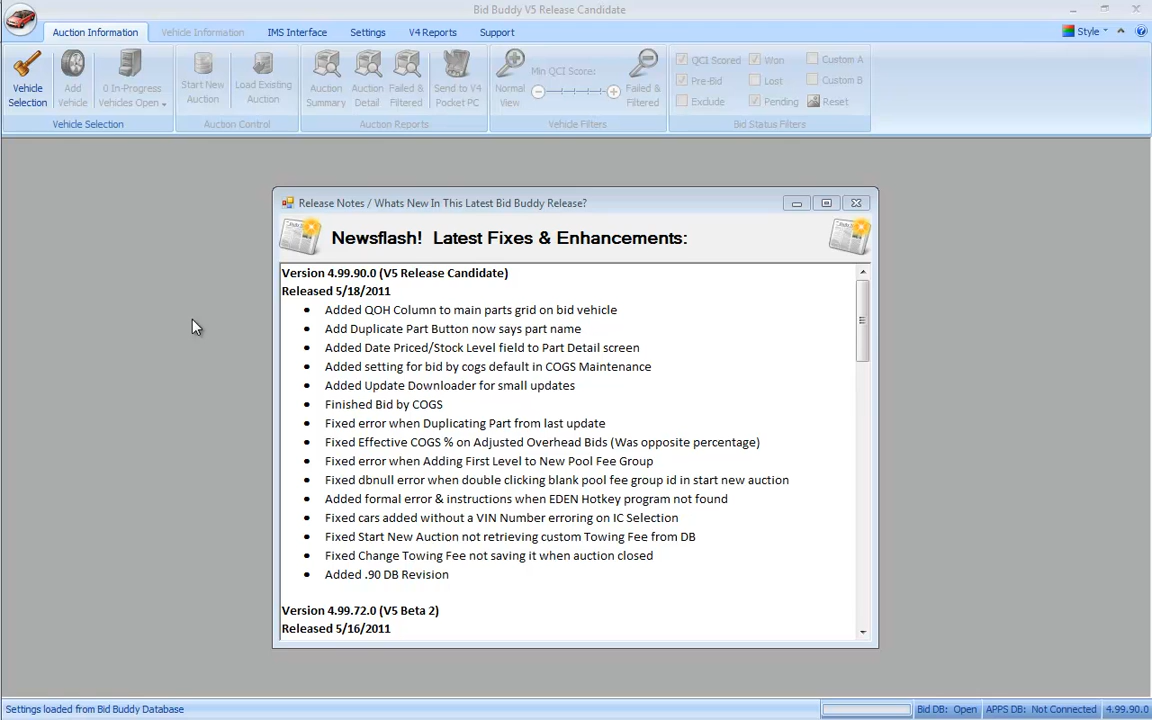 Bid Buddy V5 Release Candidate
Auction Information Vehicle Information IMS Interface Settings V4 Reports Support Style
Vehicle Selection Add Vehicle 0 In-Progress Vehicles Open Start New Auction Load Existing Auction Auction Summary Auction Detail Failed & Filtered Send to V4 Pocket PC Normal View Min QCI Score: Failed & Filtered QCI Scored Won Custom A
Pre-Bid Lost Custom B
Exclude Pending Reset
Vehicle Selection Auction Control Auction Reports Vehicle Filters Bid Status Filters
Release Notes / Whats New In This Latest Bid Buddy Release?
Newsflash! Latest Fixes & Enhancements:
Version 4.99.90.0 (V5 Release Candidate)
Released 5/18/2011
• Added QOH Column to main parts grid on bid vehicle
• Add Duplicate Part Button now says part name
• Added Date Priced/Stock Level field to Part Detail screen
• Added setting for bid by cogs default in COGS Maintenance
• Added Update Downloader for small updates
• Finished Bid by COGS
• Fixed error when Duplicating Part from last update
• Fixed Effective COGS % on Adjusted Overhead Bids (Was opposite percentage)
• Fixed error when Adding First Level to New Pool Fee Group
• Fixed dbnull error when double clicking blank pool fee group id in start new auction
• Added formal error & instructions when EDEN Hotkey program not found
• Fixed cars added without a VIN Number erroring on IC Selection
• Fixed Start New Auction not retrieving custom Towing Fee from DB
• Fixed Change Towing Fee not saving it when auction closed
• Added .90 DB Revision
Version 4.99.72.0 (V5 Beta 2)
Released 5/16/2011
Settings loaded from Bid Buddy Database Bid DB: Open APPS DB: Not Connected 4.99.90.0